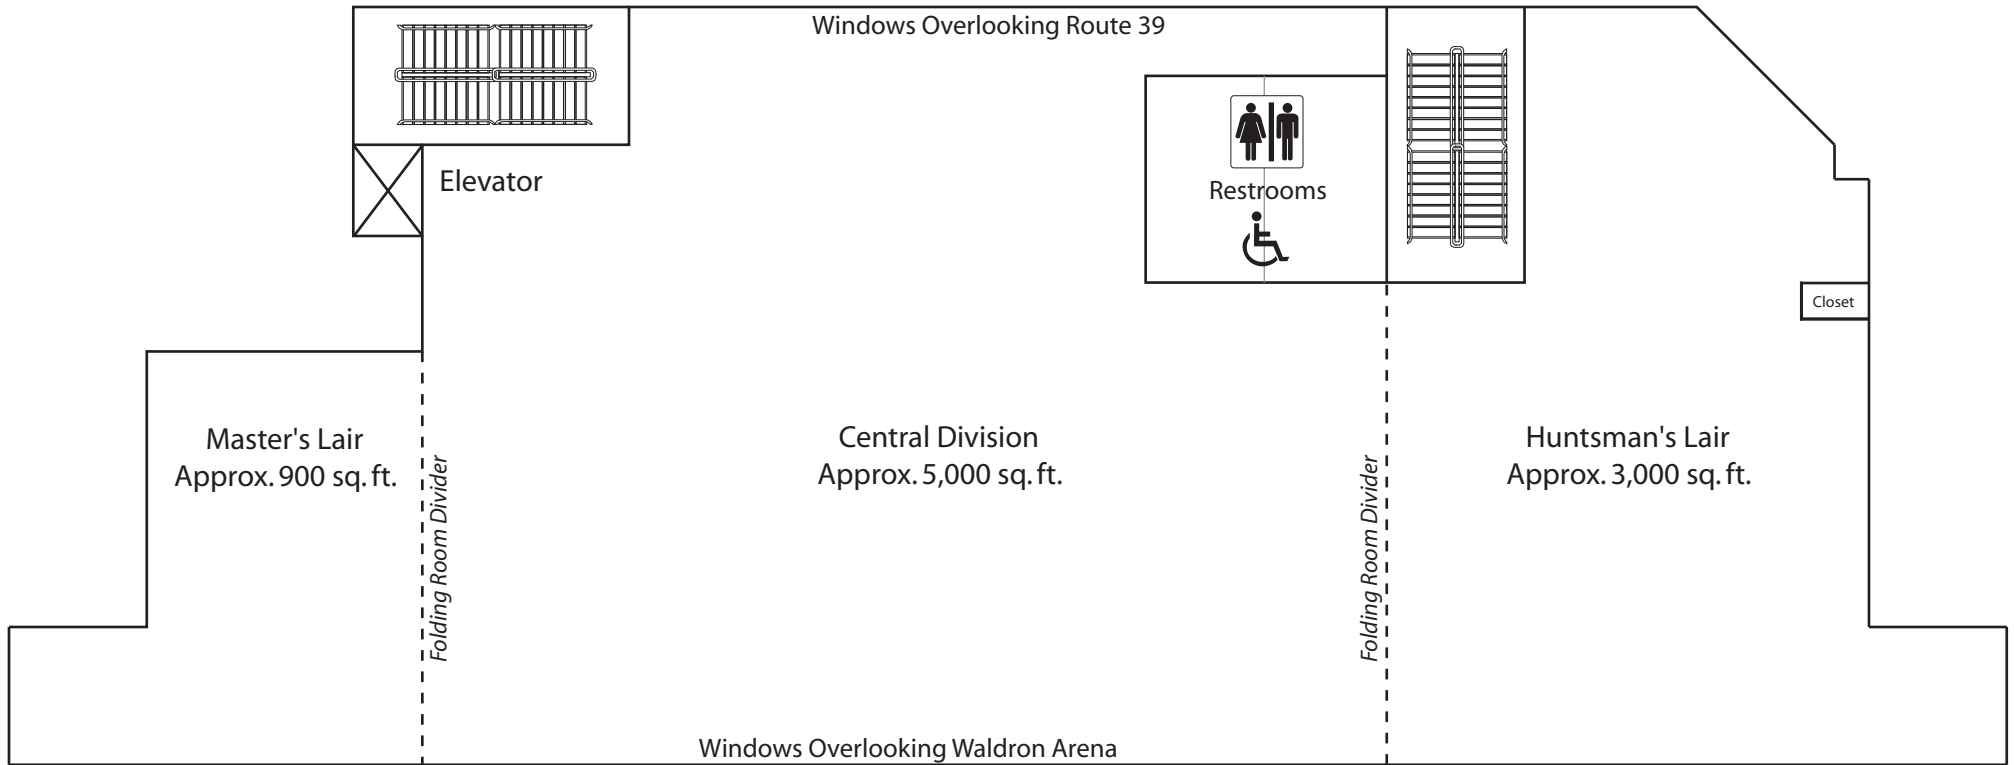 Windows Overlooking Route 39
Elevator
Restrooms
Closet
Master's Lair
Approx. 900 sq. ft.
Folding Room Divider
Central Division
Approx. 5,000 sq. ft.
Folding Room Divider
Huntsman's Lair
Approx. 3,000 sq. ft.
Windows Overlooking Waldron Arena